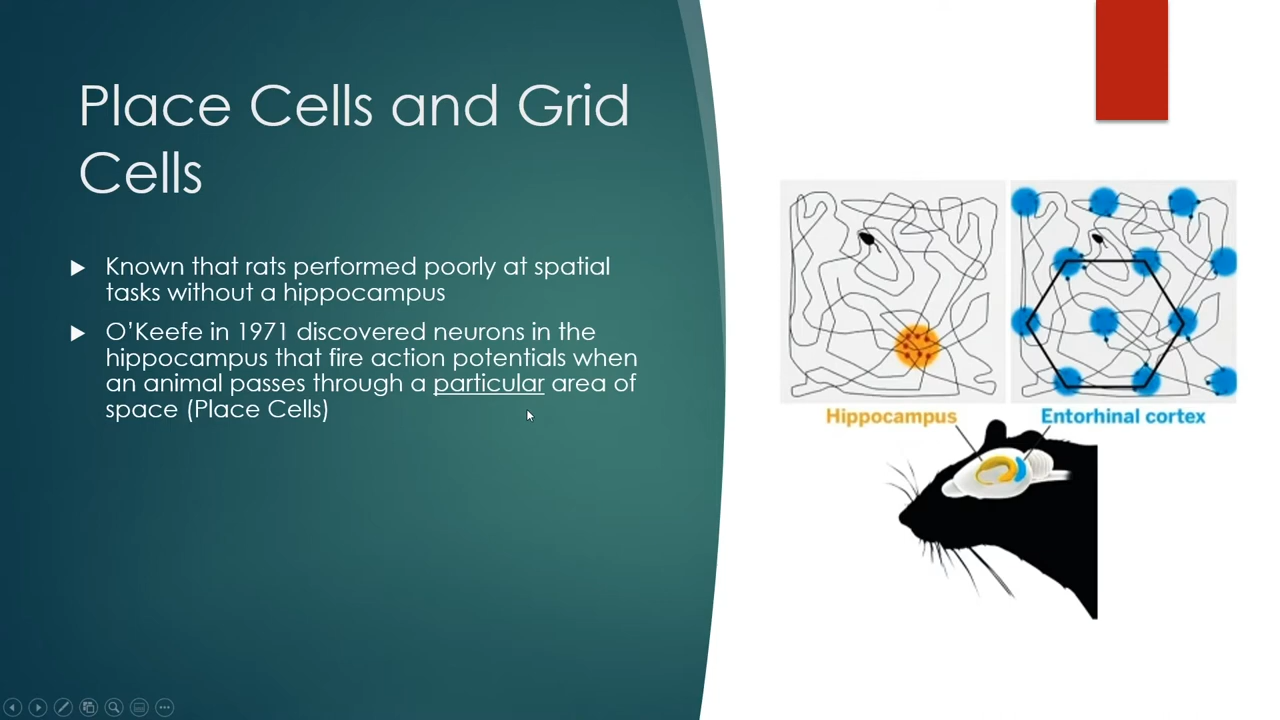 Place Cells and Grid
Cells
Known that rats performed poorly at spatial
tasks without a hippocampus
O’Keefe in 1971 discovered neurons in the
hippocampus that fire action potentials when
an animal passes through a particular area of
space (Place Cells)
Hippocampus
Entorhinal cortex